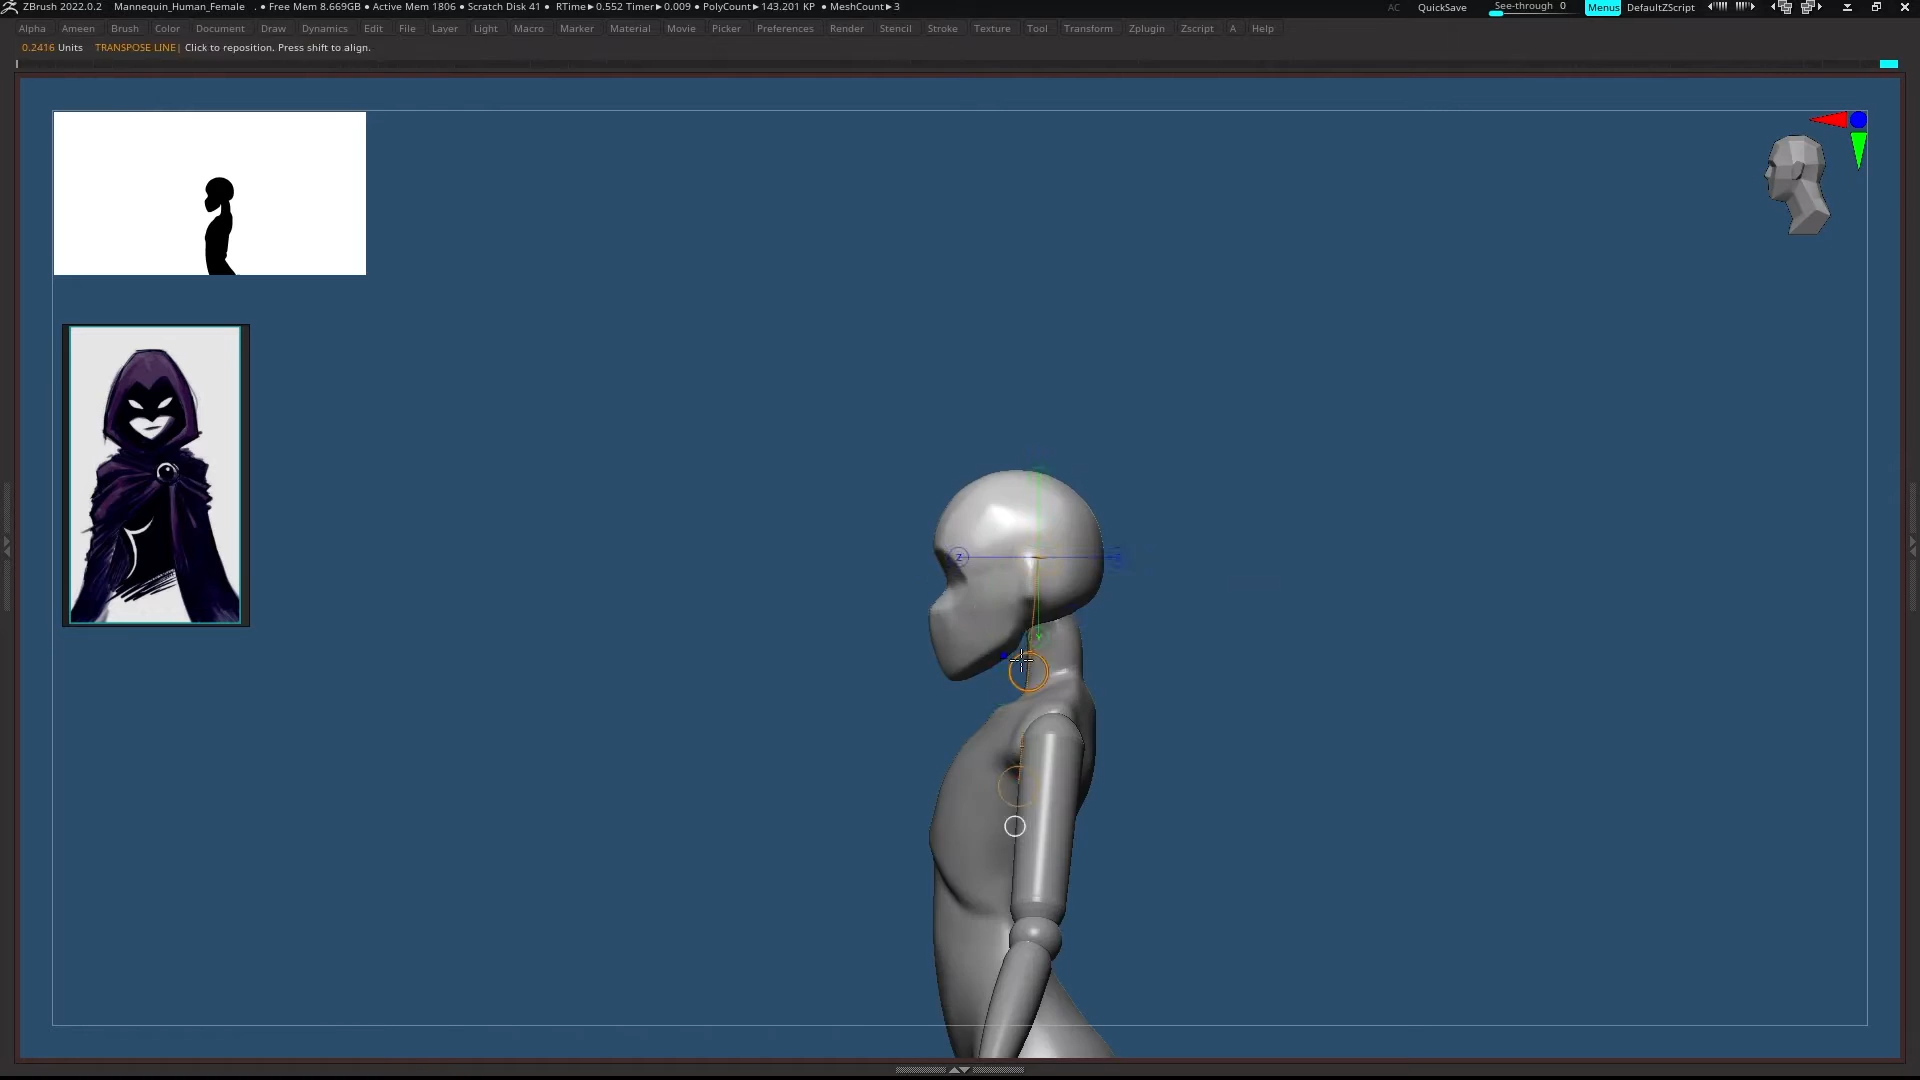 ZBrush 2022.0.2 Mannequin_Human_Female . ● Free Mem 8.669GB ● Active Mem 1806 ● Scratch Disk 41 ● RTime►0.552 Timer►0.009 ● PolyCount►143.201 KP ● MeshCount►3 AC QuickSave See-through 0 Menus DefaultZScript
Alpha Ameen Brush Color Document Draw Dynamics Edit File Layer Light Macro Marker Material Movie Picker Preferences Render Stencil Stroke Texture Tool Transform Zplugin Zscript A Help
0.2416 Units TRANSPOSE LINE| Click to reposition. Press shift to align.
Z